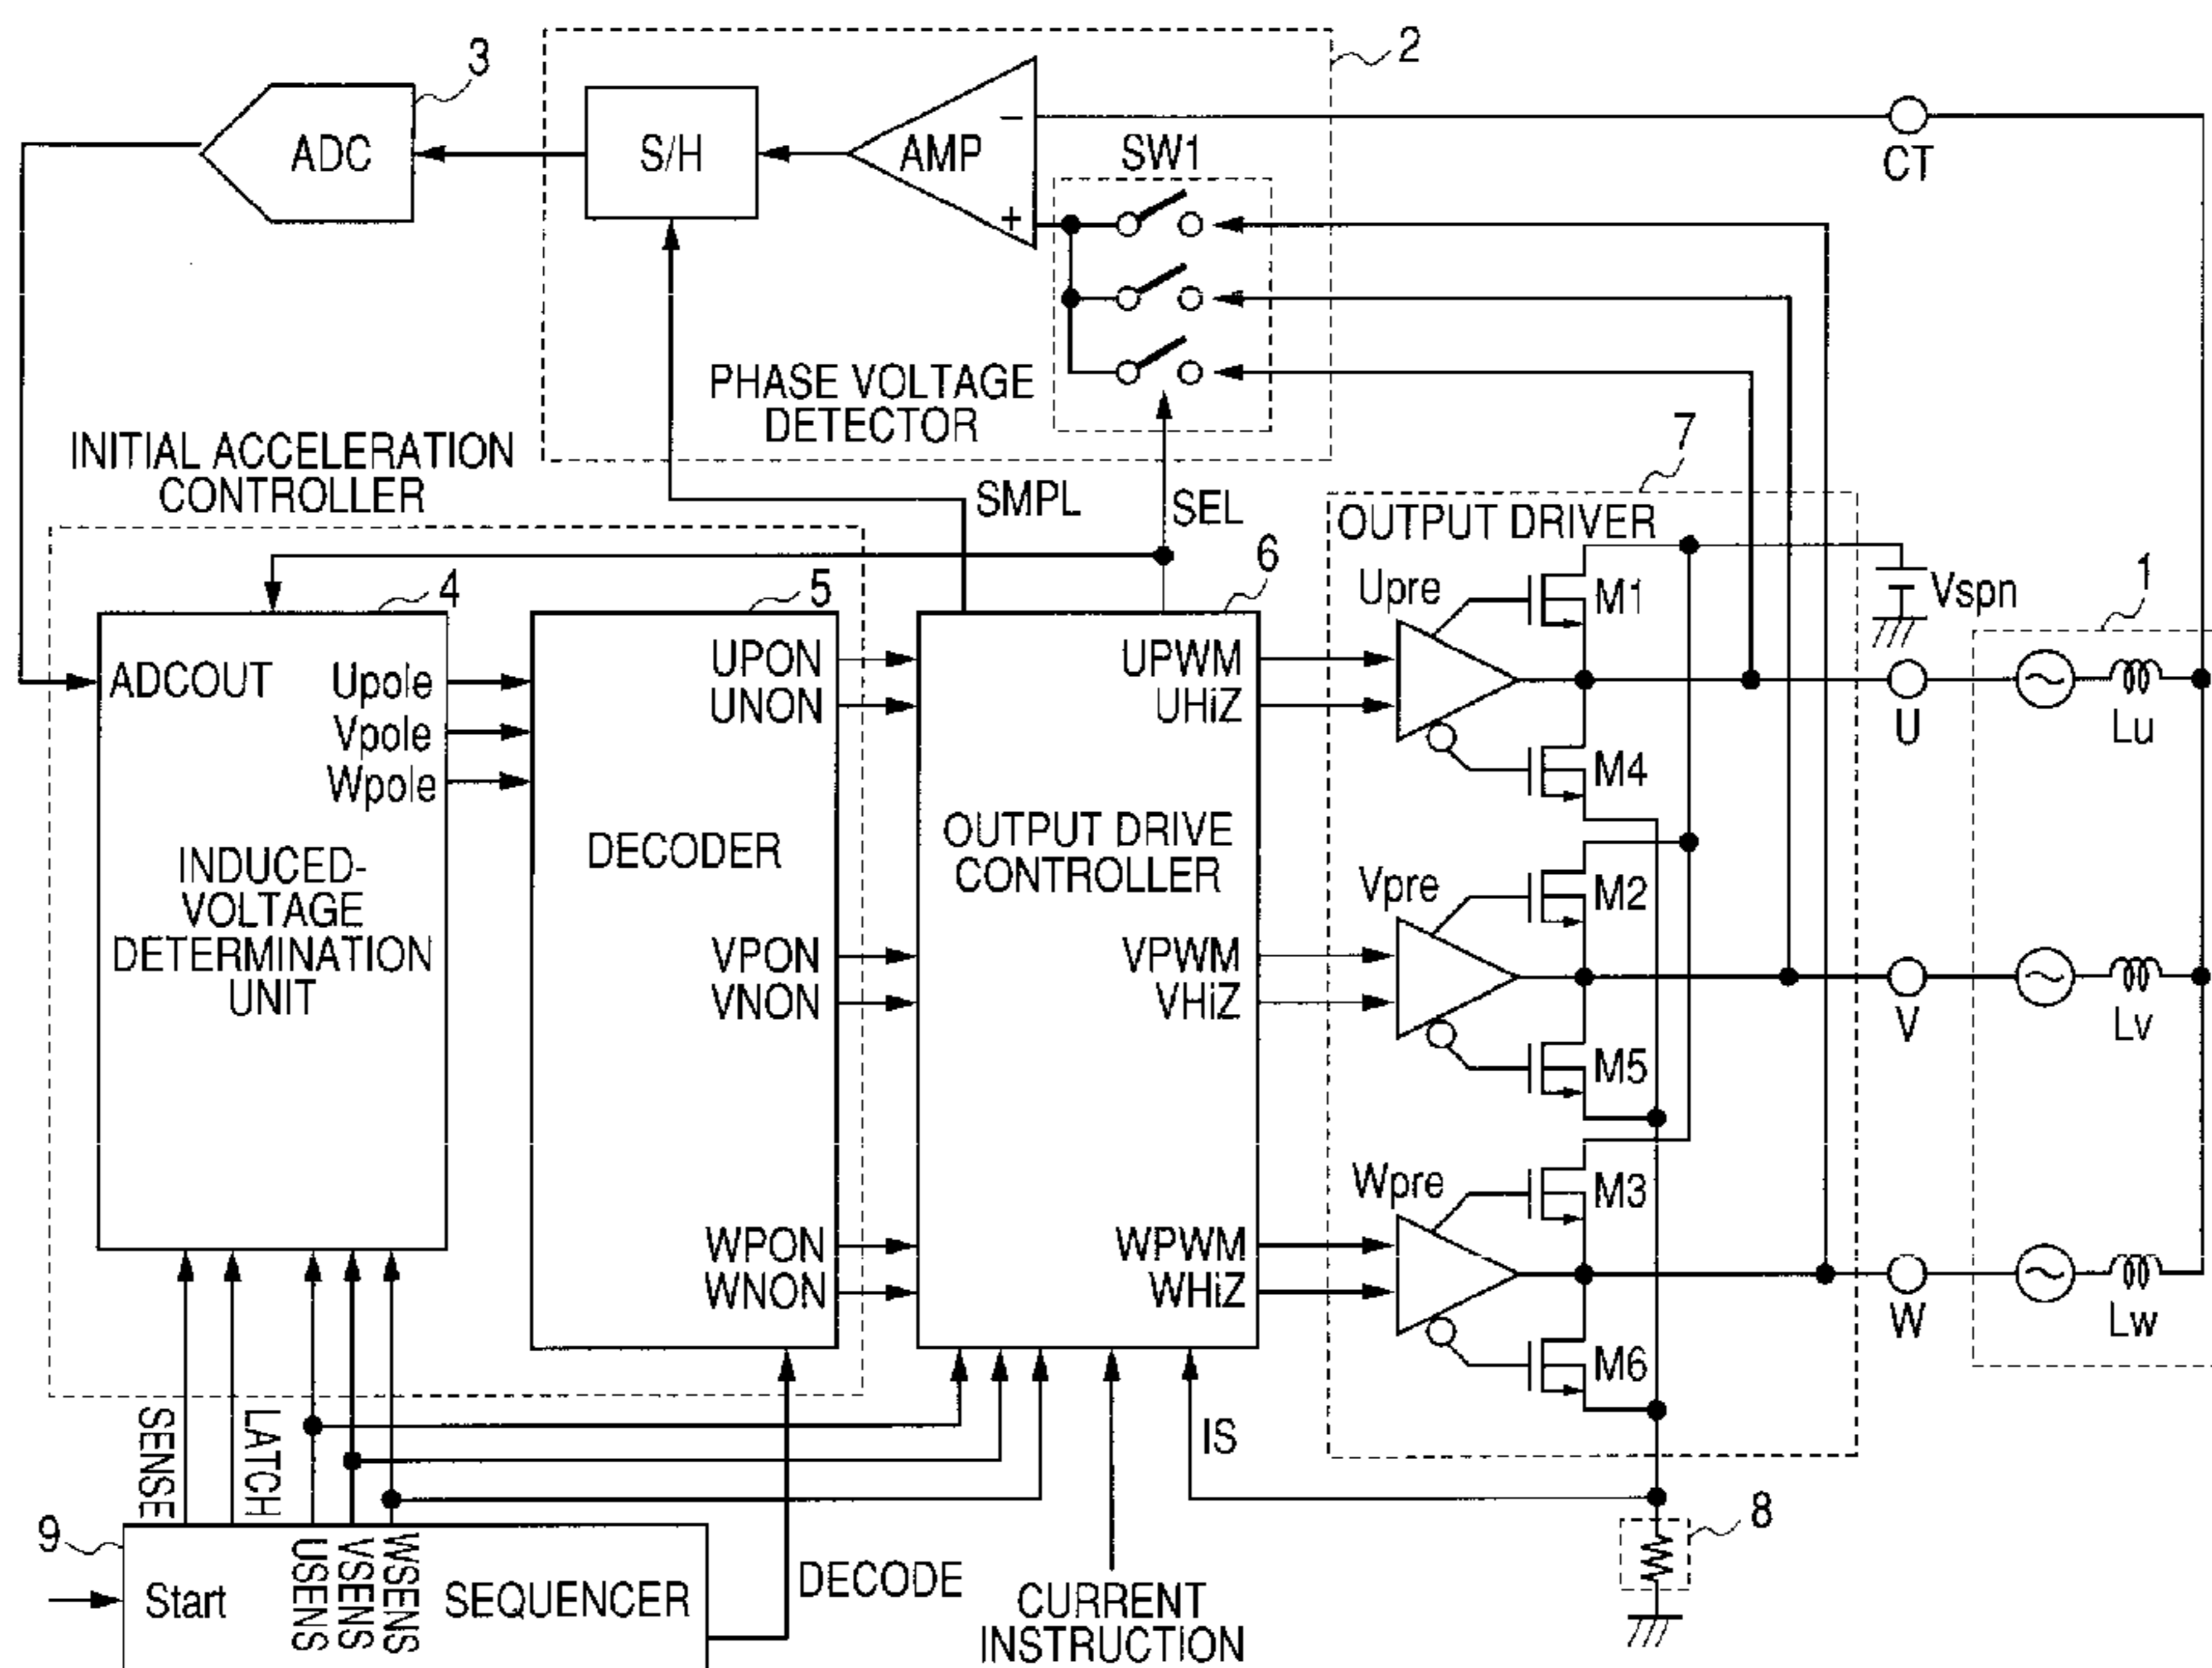 2
3
ADC
S/H
AMP
−
+
SW1
CT
PHASE VOLTAGE
DETECTOR
INITIAL ACCELERATION
CONTROLLER
SMPL
SEL
7
OUTPUT DRIVER
4
5
6
Upre
M1
Vspn
1
ADCOUT
Upole
Vpole
Wpole
UPON
UNON
UPWM
UHiZ
U
Lu
M4
INDUCED-
VOLTAGE
DETERMINATION
UNIT
DECODER
OUTPUT DRIVE
CONTROLLER
Vpre
M2
VPON
VNON
VPWM
VHiZ
V
Lv
M5
Wpre
M3
WPON
WNON
WPWM
WHiZ
W
Lw
M6
SENSE
LATCH
IS
8
9
Start
USENS
VSENS
WSENS
SEQUENCER
DECODE
CURRENT
INSTRUCTION